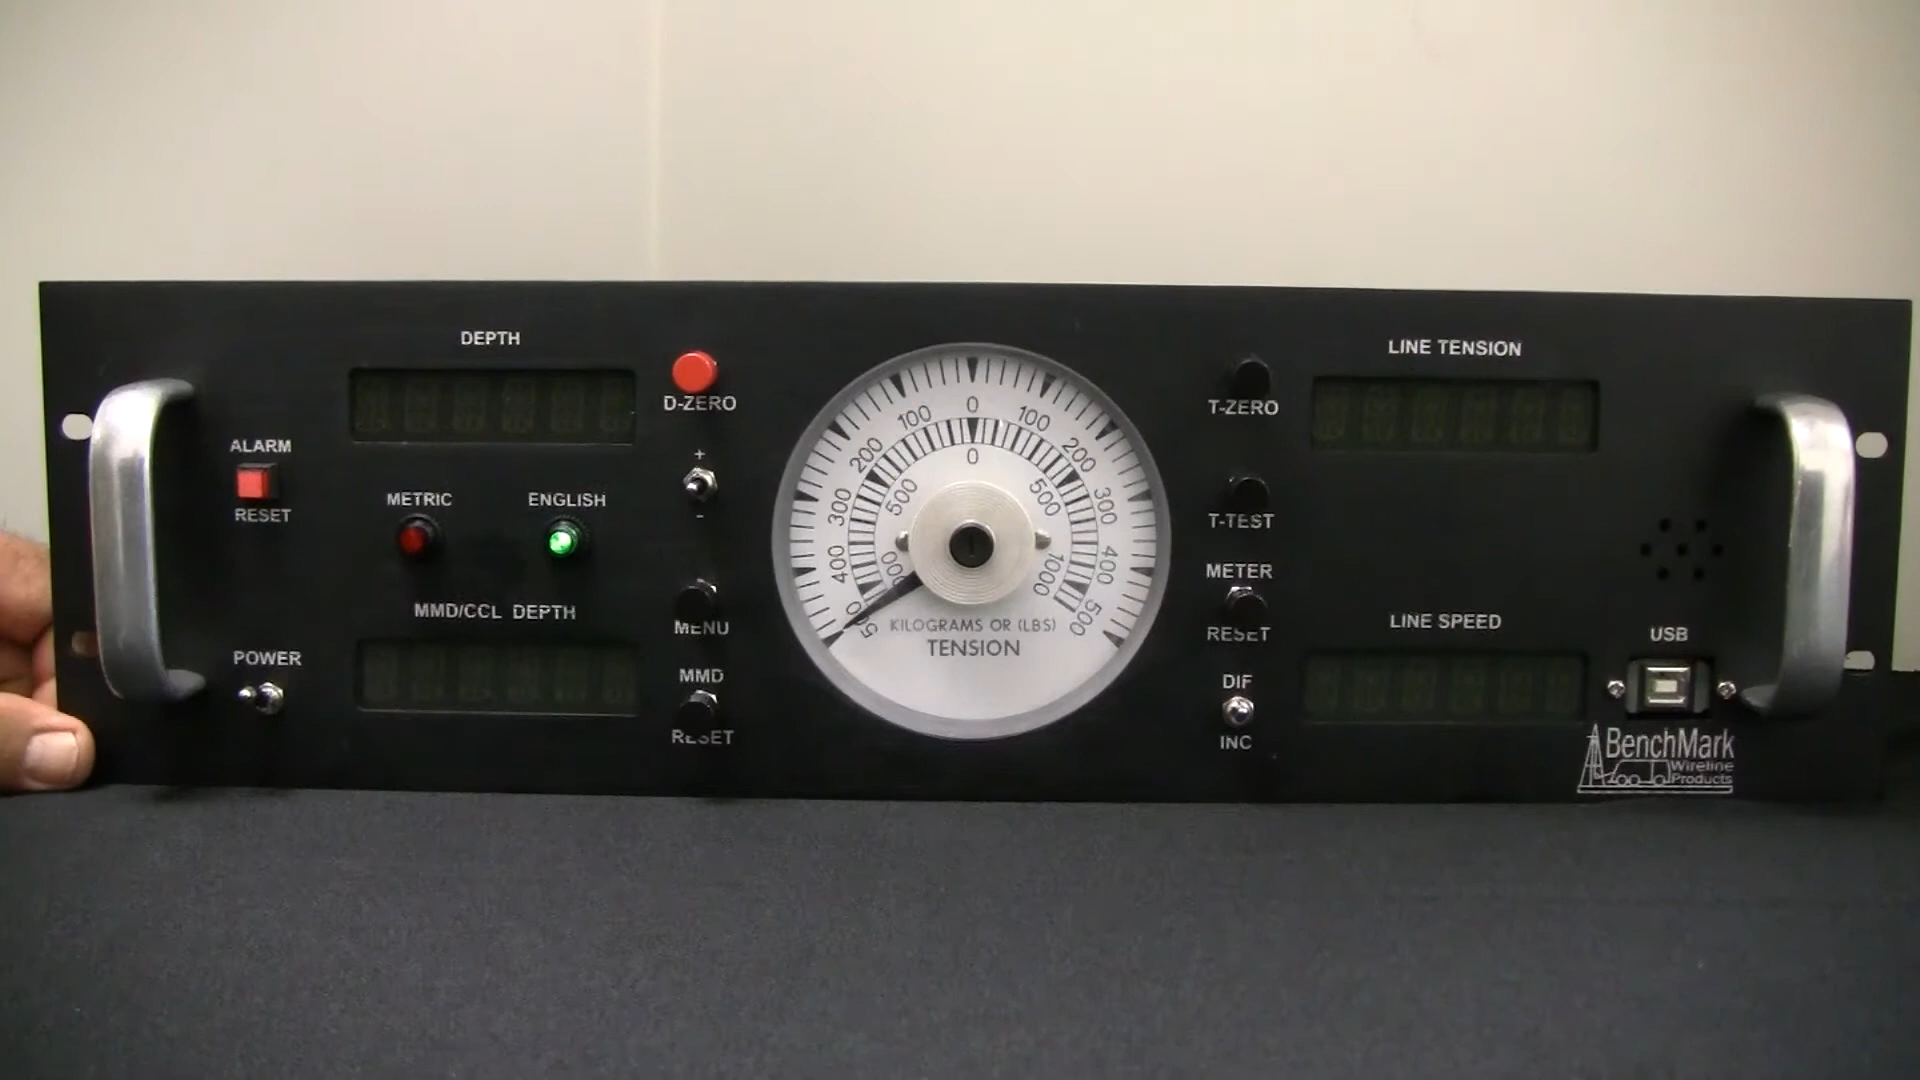 DEPTH
LINE TENSION
D-ZERO
T-ZERO
ALARM
RESET
METRIC
ENGLISH
+
-
T-TEST
METER
RESET
MMD/CCL DEPTH
MENU
LINE SPEED
USB
POWER
MMD
RESET
DIF
INC
500 400 300 200 100 0 100 200 300 400 500
500 0 500 1000
KILOGRAMS OR (LBS)
TENSION
BenchMark
Wireline
Products